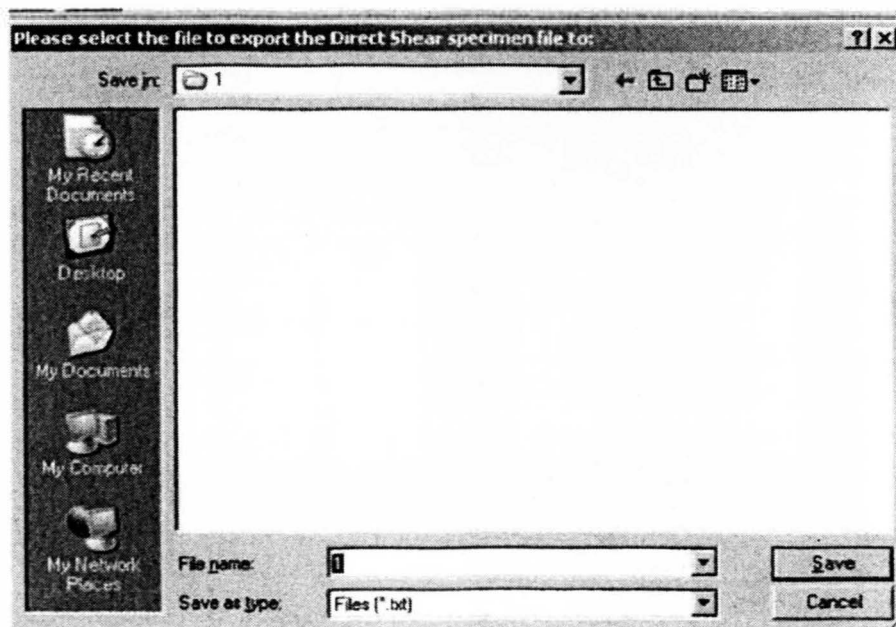 Please select the file to export the Direct Shear specimen file to:
Save in:
1
My Recent
Documents
Desktop
My Documents
My Computer
My Network
Places
File name:
1
Save
Save as type:
Files (*.txt)
Cancel